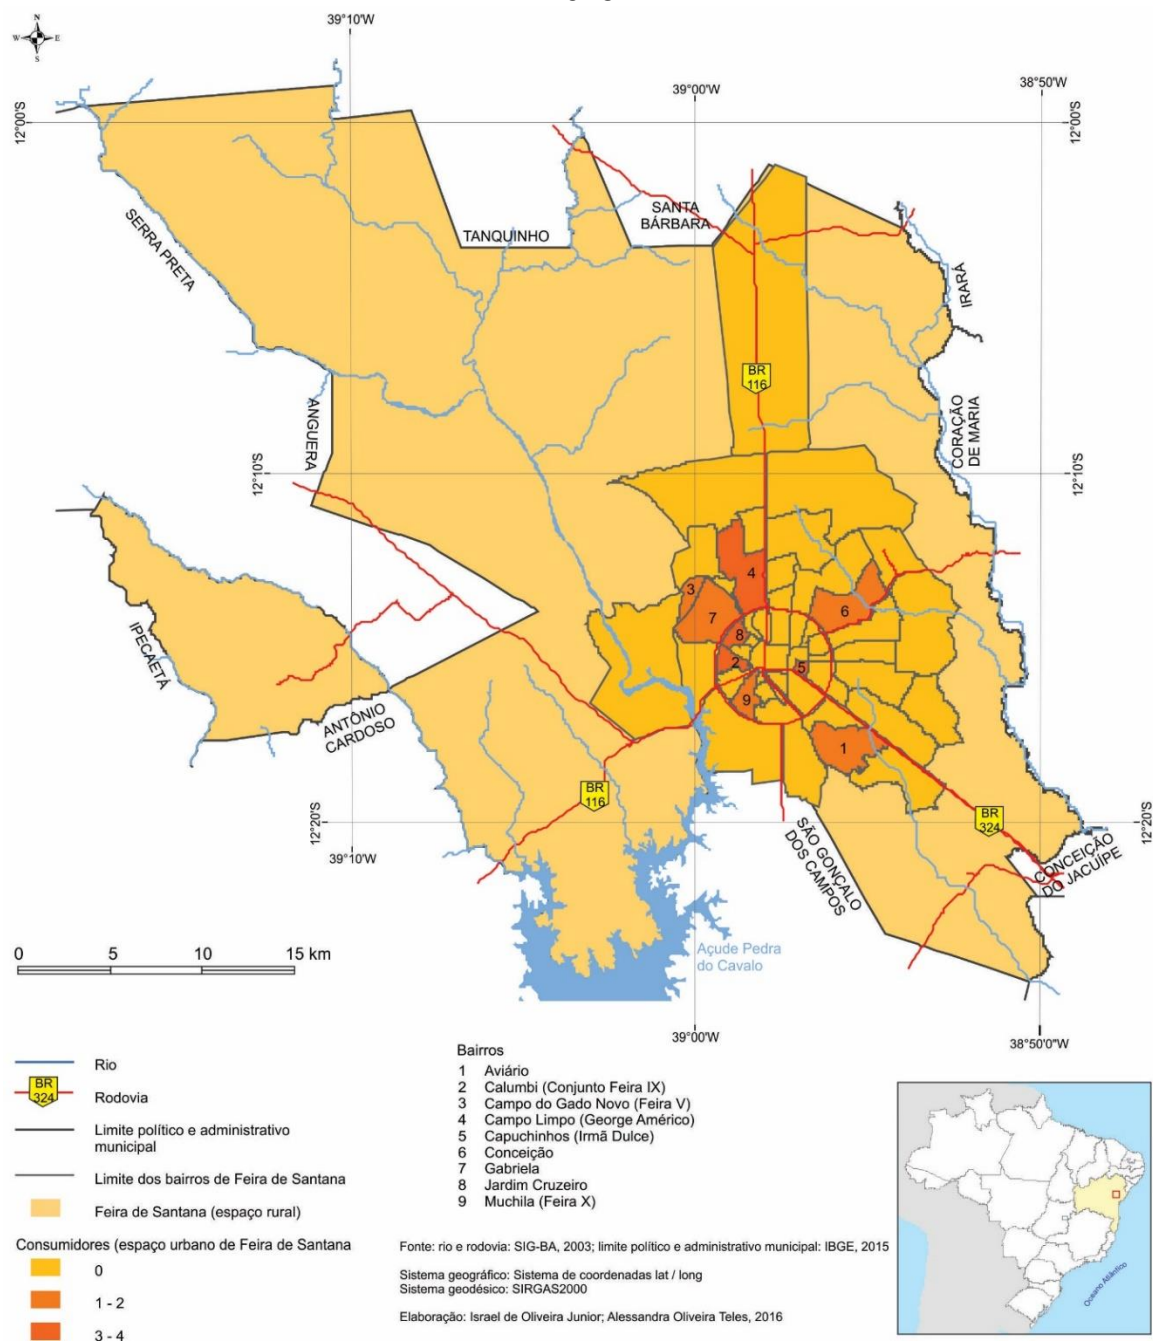 39°10'W
N
W
E
S
39°00'W
38°50'W
12°00'S
12°00'S
SERRA PRETA
TANQUINHO
SANTA
BÁRBARA
IRARÁ
BR
116
ANGUERA
CORAÇÃO
DE MARIA
12°10'S
12°10'S
4
3
7
6
8
2
5
9
1
IPECAETÁ
ANTÔNIO
CARDOSO
BR
116
BR
324
12°20'S
12°20'S
39°10'W
SÃO GONÇALO
DOS CAMPOS
CONCEIÇÃO
DO JACUÍPE
0 5 10 15 km
Açude Pedra
do Cavalo
39°00'W
38°50'0"W
Rio
BR
324
Rodovia
Limite político e administrativo
municipal
Limite dos bairros de Feira de Santana
Feira de Santana (espaço rural)
Consumidores (espaço urbano de Feira de Santana
0
1 - 2
3 - 4
Bairros
1 Aviário
2 Calumbi (Conjunto Feira IX)
3 Campo do Gado Novo (Feira V)
4 Campo Limpo (George Américo)
5 Capuchinhos (Irmã Dulce)
6 Conceição
7 Gabriela
8 Jardim Cruzeiro
9 Muchila (Feira X)
Fonte: rio e rodovia: SIG-BA, 2003; limite político e administrativo municipal: IBGE, 2015
Sistema geográfico: Sistema de coordenadas lat / long
Sistema geodésico: SIRGAS2000
Elaboração: Israel de Oliveira Junior; Alessandra Oliveira Teles, 2016
Oceano Atlântico